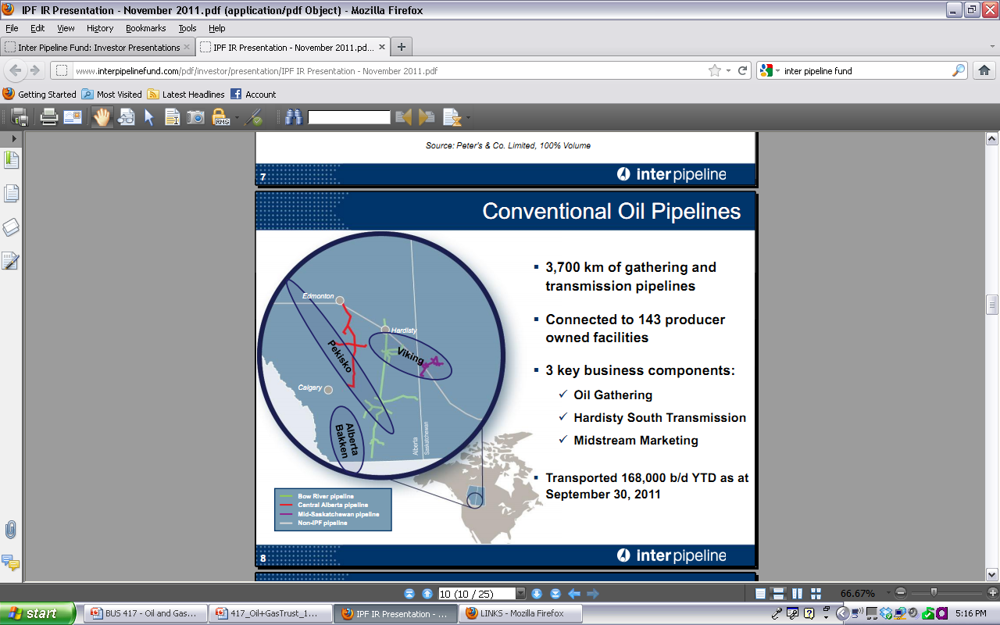 IPF IR Presentation - November 2011.pdf (application/pdf Object) - Mozilla Firefox
File Edit View History Bookmarks Tools Help
Inter Pipeline Fund: Investor Presentations
IPF IR Presentation - November 2011.pd...
www.interpipelinefund.com/pdf/investor/presentation/IPF IR Presentation - November 2011.pdf
inter pipeline fund
Getting Started Most Visited Latest Headlines Account
RMS
Source: Peter's & Co. Limited, 100% Volume
7
inter pipeline
Conventional Oil Pipelines
Edmonton
Hardisty
Pekisko
Viking
Calgary
Alberta
Bakken
Alberta
Saskatchewan
Bow River pipeline
Central Alberta pipeline
Mid-Saskatchewan pipeline
Non-IPF pipeline
▪ 3,700 km of gathering and
transmission pipelines
▪ Connected to 143 producer
owned facilities
▪ 3 key business components:
✓ Oil Gathering
✓ Hardisty South Transmission
✓ Midstream Marketing
▪ Transported 168,000 b/d YTD as at
September 30, 2011
8
inter pipeline
10 (10 / 25)
66.67%
start
BUS 417 - Oil and Gas...
417_Oil+GasTrust_1...
IPF IR Presentation - ...
LINKS - Mozilla Firefox
5:16 PM